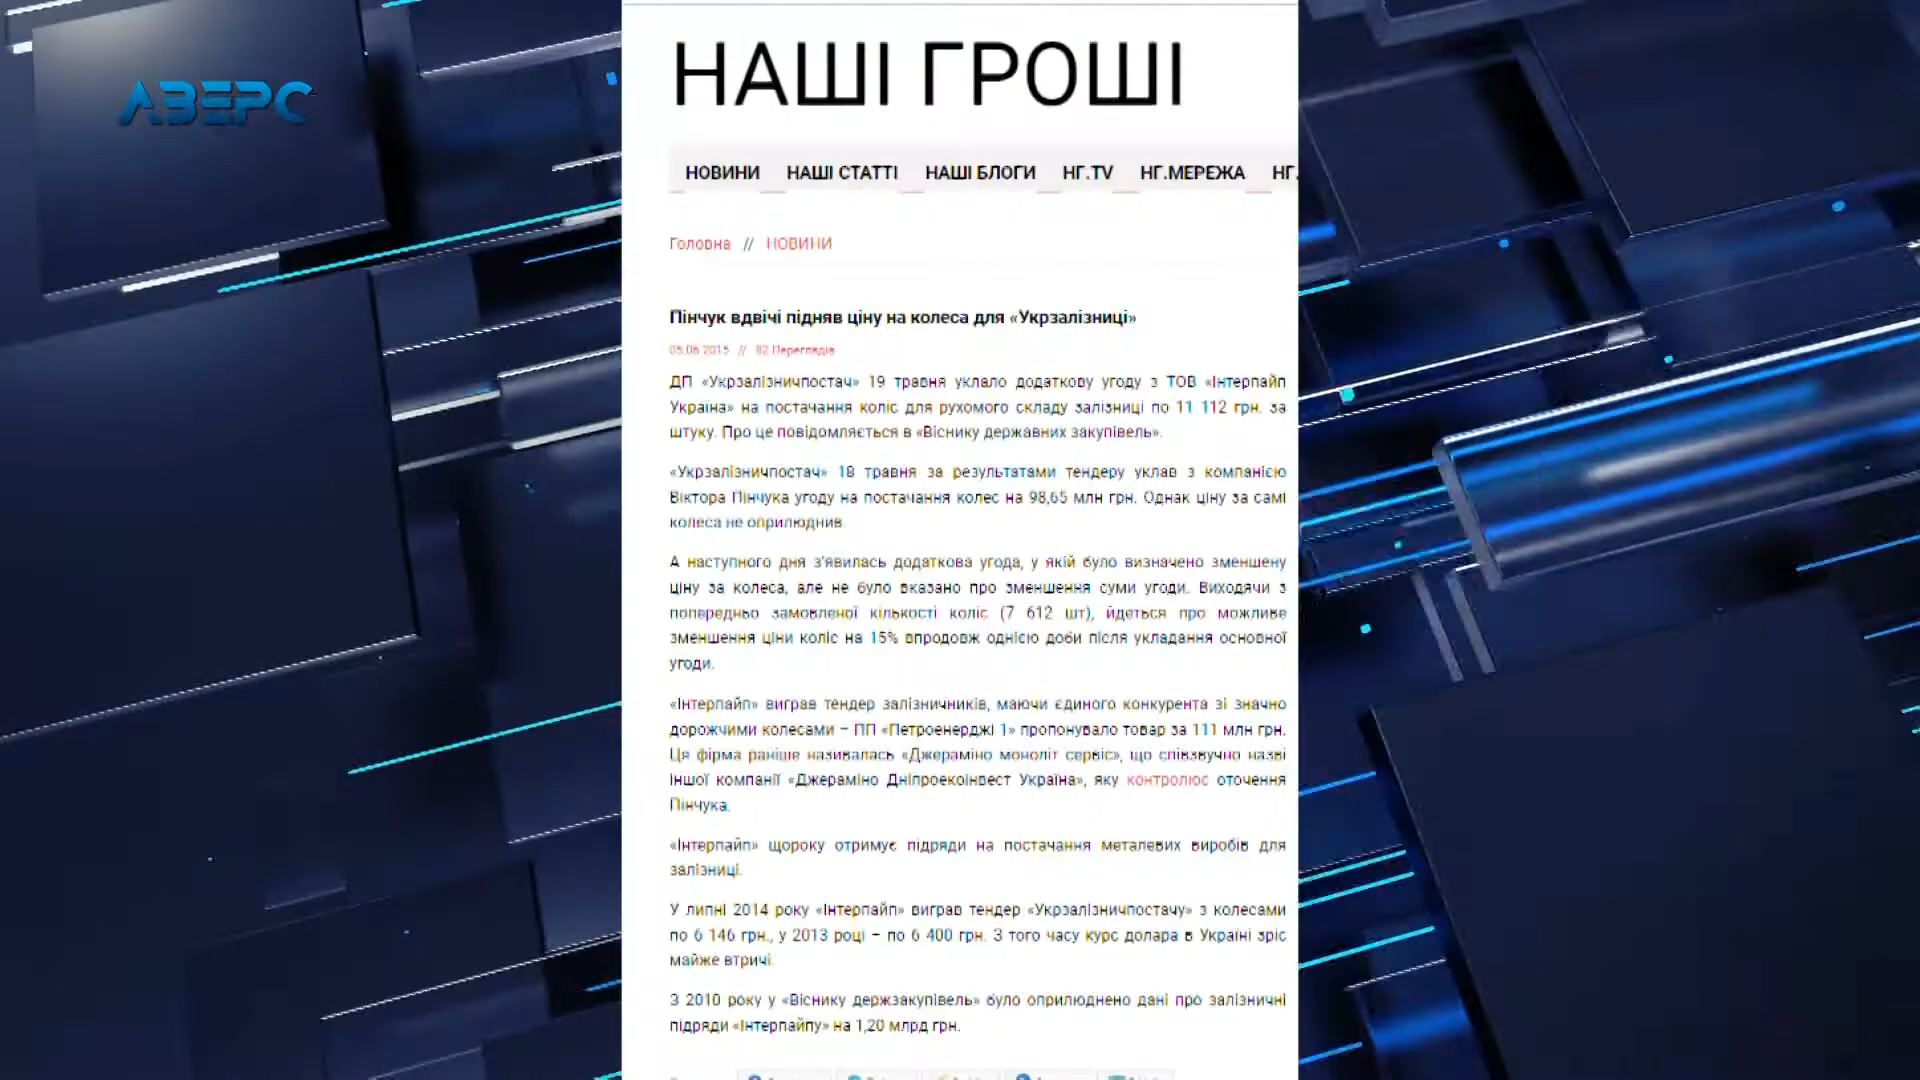 АВЕРС
НАШІ ГРОШІ
НОВИНИ НАШІ СТАТТІ НАШІ БЛОГИ НГ.TV НГ.МЕРЕЖА НГ.
Головна // НОВИНИ
Пінчук вдвічі підняв ціну на колеса для «Укрзалізниці»
05.06.2015 // 82 Переглядів
ДП «Укрзалізничпостач» 19 травня уклало додаткову угоду з ТОВ «Інтерпайп
Україна» на постачання коліс для рухомого складу залізниці по 11 112 грн. за
штуку. Про це повідомляється в «Віснику державних закупівель».
«Укрзалізничпостач» 18 травня за результатами тендеру уклав з компанією
Віктора Пінчука угоду на постачання колес на 98,65 млн грн. Однак ціну за самі
колеса не оприлюднив.
А наступного дня з’явилась додаткова угода, у якій було визначено зменшену
ціну за колеса, але не було вказано про зменшення суми угоди. Виходячи з
попередньо замовленої кількості коліс (7 612 шт), йдеться про можливе
зменшення ціни коліс на 15% впродовж однією доби після укладання основної
угоди.
«Інтерпайп» виграв тендер залізничників, маючи єдиного конкурента зі значно
дорожчими колесами – ПП «Петроенерджі 1» пропонувало товар за 111 млн грн.
Ця фірма раніше називалась «Джераміно моноліт сервіс», що співзвучно назві
іншої компанії «Джераміно Дніпроекоінвест Україна», яку контролює оточення
Пінчука.
«Інтерпайп» щороку отримує підряди на постачання металевих виробів для
залізниці.
У липні 2014 року «Інтерпайп» виграв тендер «Укрзалізничпостачу» з колесами
по 6 146 грн., у 2013 році – по 6 400 грн. З того часу курс долара в Україні зріс
майже втричі.
З 2010 року у «Віснику держзакупівель» було оприлюднено дані про залізничні
підряди «Інтерпайпу» на 1,20 млрд грн.